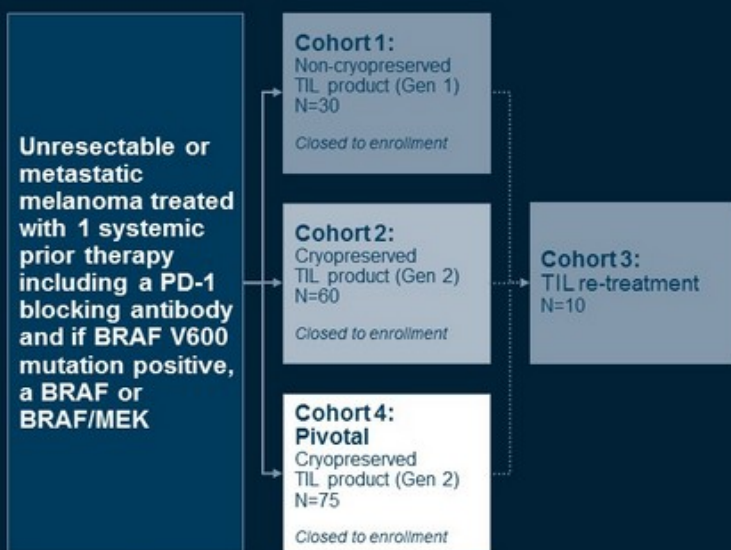 Unresectable or
metastatic
melanoma treated
with 1 systemic
prior therapy
including a PD-1
blocking antibody
and if BRAF V600
mutation positive,
a BRAF or
BRAF/MEK
Cohort 1:
Non-cryopreserved
TIL product (Gen 1)
N=30
Closed to enrollment
Cohort 2:
Cryopreserved
TIL product (Gen 2)
N=60
Closed to enrollment
Cohort 4:
Pivotal
Cryopreserved
TIL product (Gen 2)
N=75
Closed to enrollment
Cohort 3:
TIL re-treatment
N=10